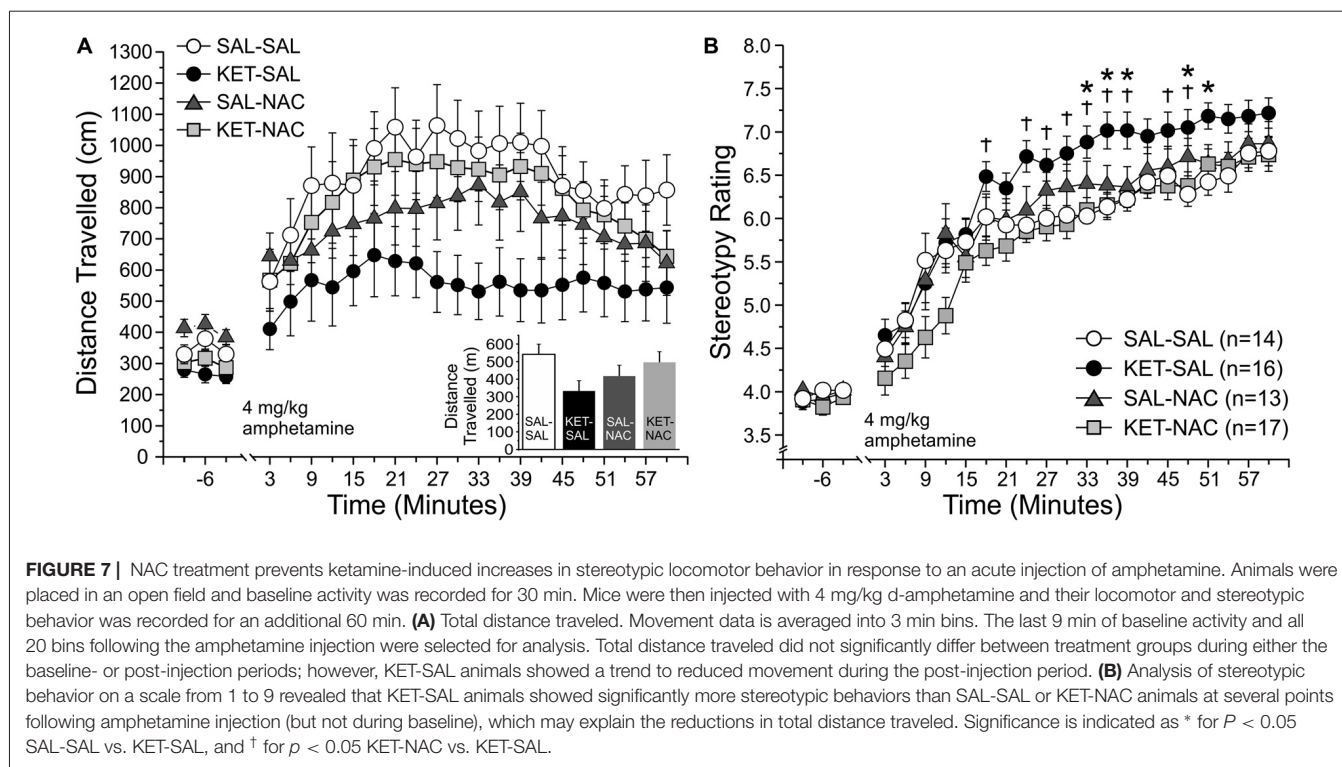 A
1300
1200
1100
1000
900
800
700
600
500
400
300
200
100
0
Distance Travelled (cm)
SAL-SAL
KET-SAL
SAL-NAC
KET-NAC
4 mg/kg
amphetamine
-6
3
9
15
21
27
33
39
45
51
57
Time (Minutes)
Distance
Travelled (m)
600
500
400
300
200
100
0
SAL-
SAL
KET-
SAL
SAL-
NAC
KET-
NAC
B
8.0
7.5
7.0
6.5
6.0
5.5
5.0
4.5
4.0
3.5
Stereotypy Rating
* * * * *
† † † † † † † † †
SAL-SAL (n=14)
KET-SAL (n=16)
SAL-NAC (n=13)
KET-NAC (n=17)
4 mg/kg
amphetamine
-6
3
9
15
21
27
33
39
45
51
57
Time (Minutes)
FIGURE 7 | NAC treatment prevents ketamine-induced increases in stereotypic locomotor behavior in response to an acute injection of amphetamine. Animals were
placed in an open field and baseline activity was recorded for 30 min. Mice were then injected with 4 mg/kg d-amphetamine and their locomotor and stereotypic
behavior was recorded for an additional 60 min. (A) Total distance traveled. Movement data is averaged into 3 min bins. The last 9 min of baseline activity and all
20 bins following the amphetamine injection were selected for analysis. Total distance traveled did not significantly differ between treatment groups during either the
baseline- or post-injection periods; however, KET-SAL animals showed a trend to reduced movement during the post-injection period. (B) Analysis of stereotypic
behavior on a scale from 1 to 9 revealed that KET-SAL animals showed significantly more stereotypic behaviors than SAL-SAL or KET-NAC animals at several points
following amphetamine injection (but not during baseline), which may explain the reductions in total distance traveled. Significance is indicated as * for P < 0.05
SAL-SAL vs. KET-SAL, and † for p < 0.05 KET-NAC vs. KET-SAL.